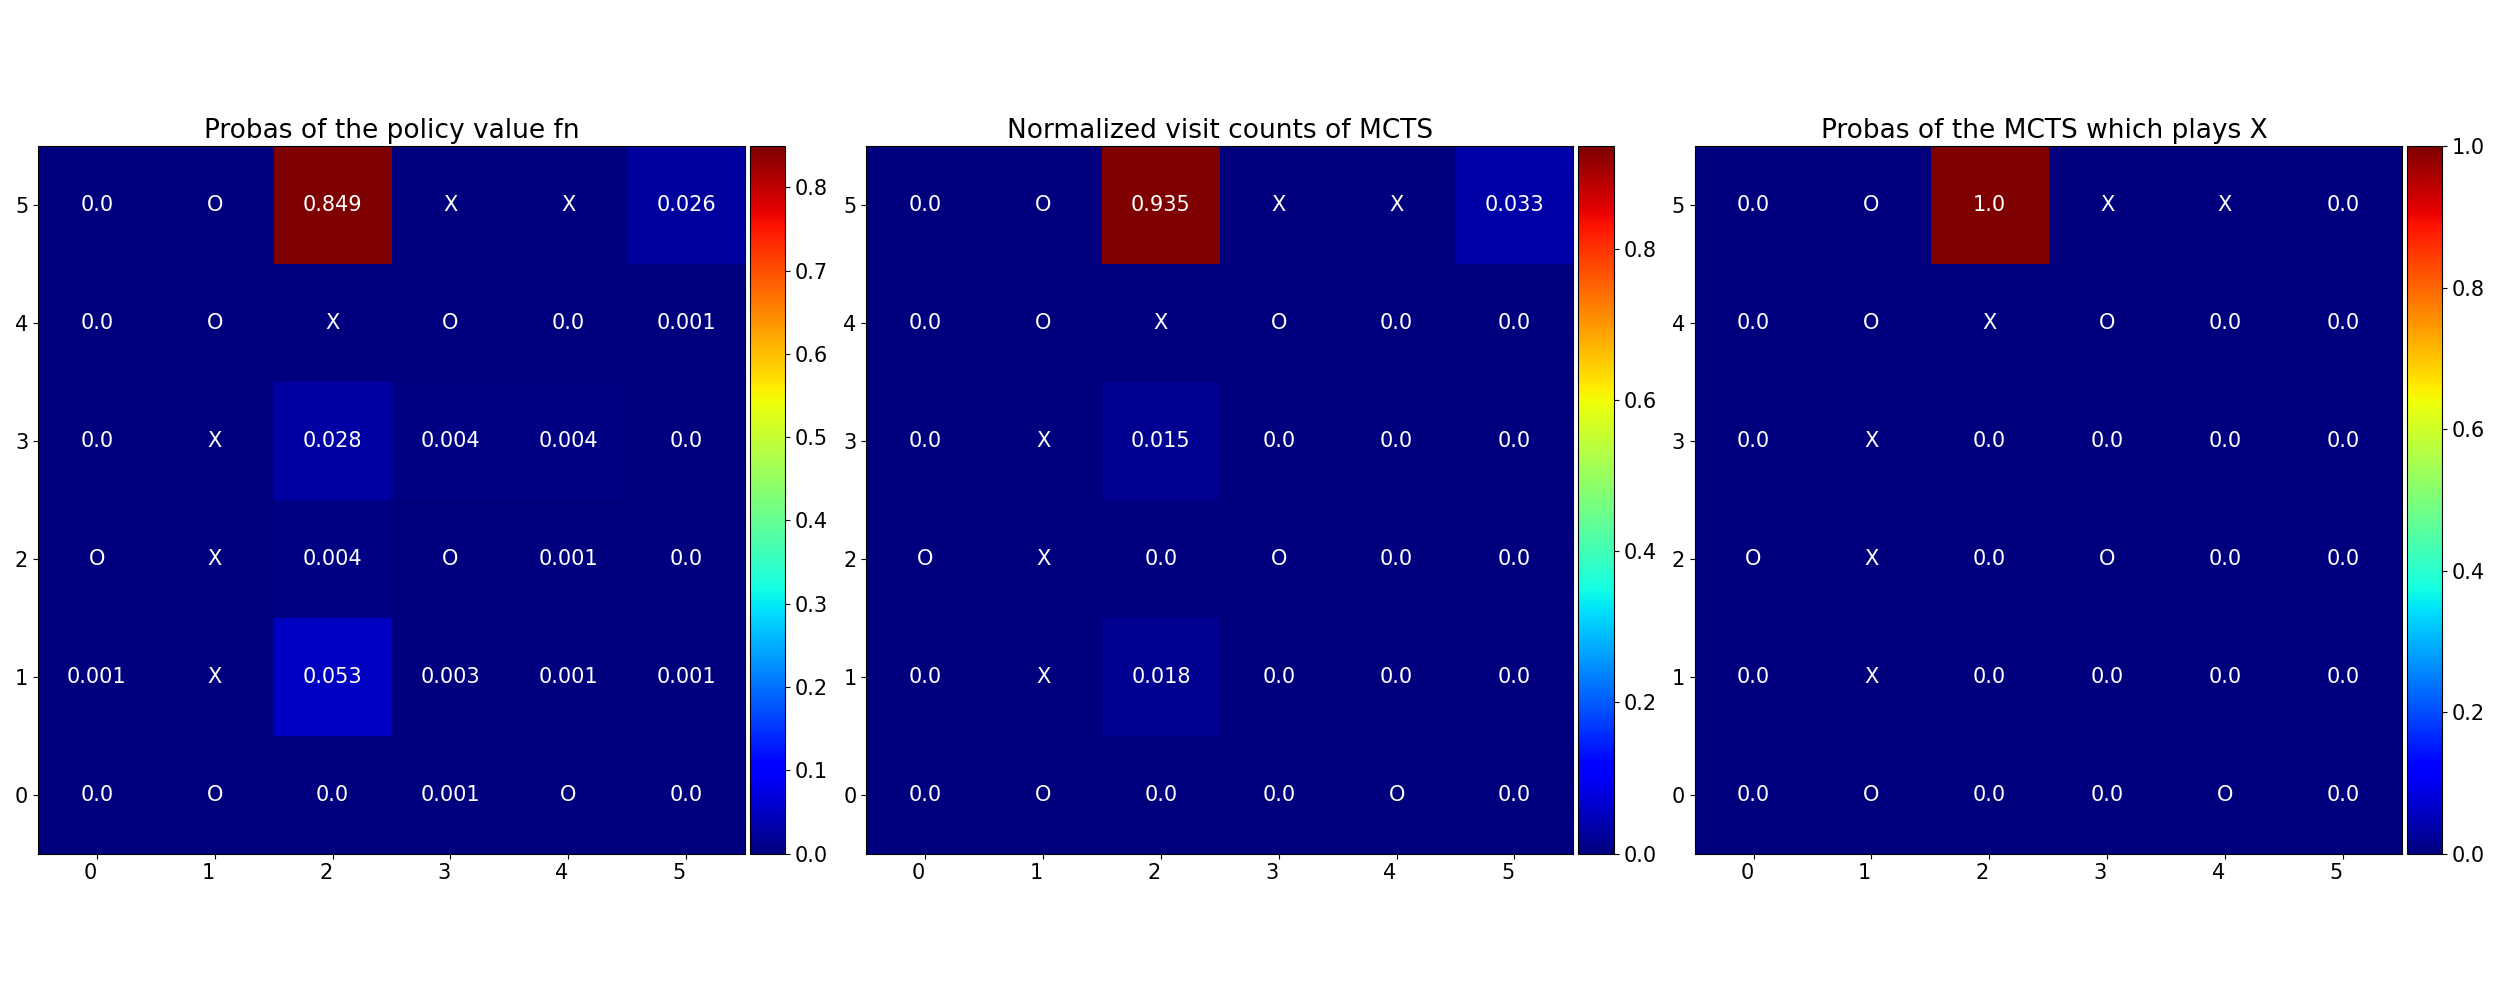 Probas of the policy value fn
5 0.0 O 0.849 X X 0.026
4 0.0 O X O 0.0 0.001
3 0.0 X 0.028 0.004 0.004 0.0
2 O X 0.004 O 0.001 0.0
1 0.001 X 0.053 0.003 0.001 0.001
0 0.0 O 0.0 0.001 O 0.0
0 1 2 3 4 5
0.8
0.7
0.6
0.5
0.4
0.3
0.2
0.1
0.0
Normalized visit counts of MCTS
5 0.0 O 0.935 X X 0.033
4 0.0 O X O 0.0 0.0
3 0.0 X 0.015 0.0 0.0 0.0
2 O X 0.0 O 0.0 0.0
1 0.0 X 0.018 0.0 0.0 0.0
0 0.0 O 0.0 0.0 O 0.0
0 1 2 3 4 5
0.8
0.6
0.4
0.2
0.0
Probas of the MCTS which plays X
5 0.0 O 1.0 X X 0.0
4 0.0 O X O 0.0 0.0
3 0.0 X 0.0 0.0 0.0 0.0
2 O X 0.0 O 0.0 0.0
1 0.0 X 0.0 0.0 0.0 0.0
0 0.0 O 0.0 0.0 O 0.0
0 1 2 3 4 5
1.0
0.8
0.6
0.4
0.2
0.0